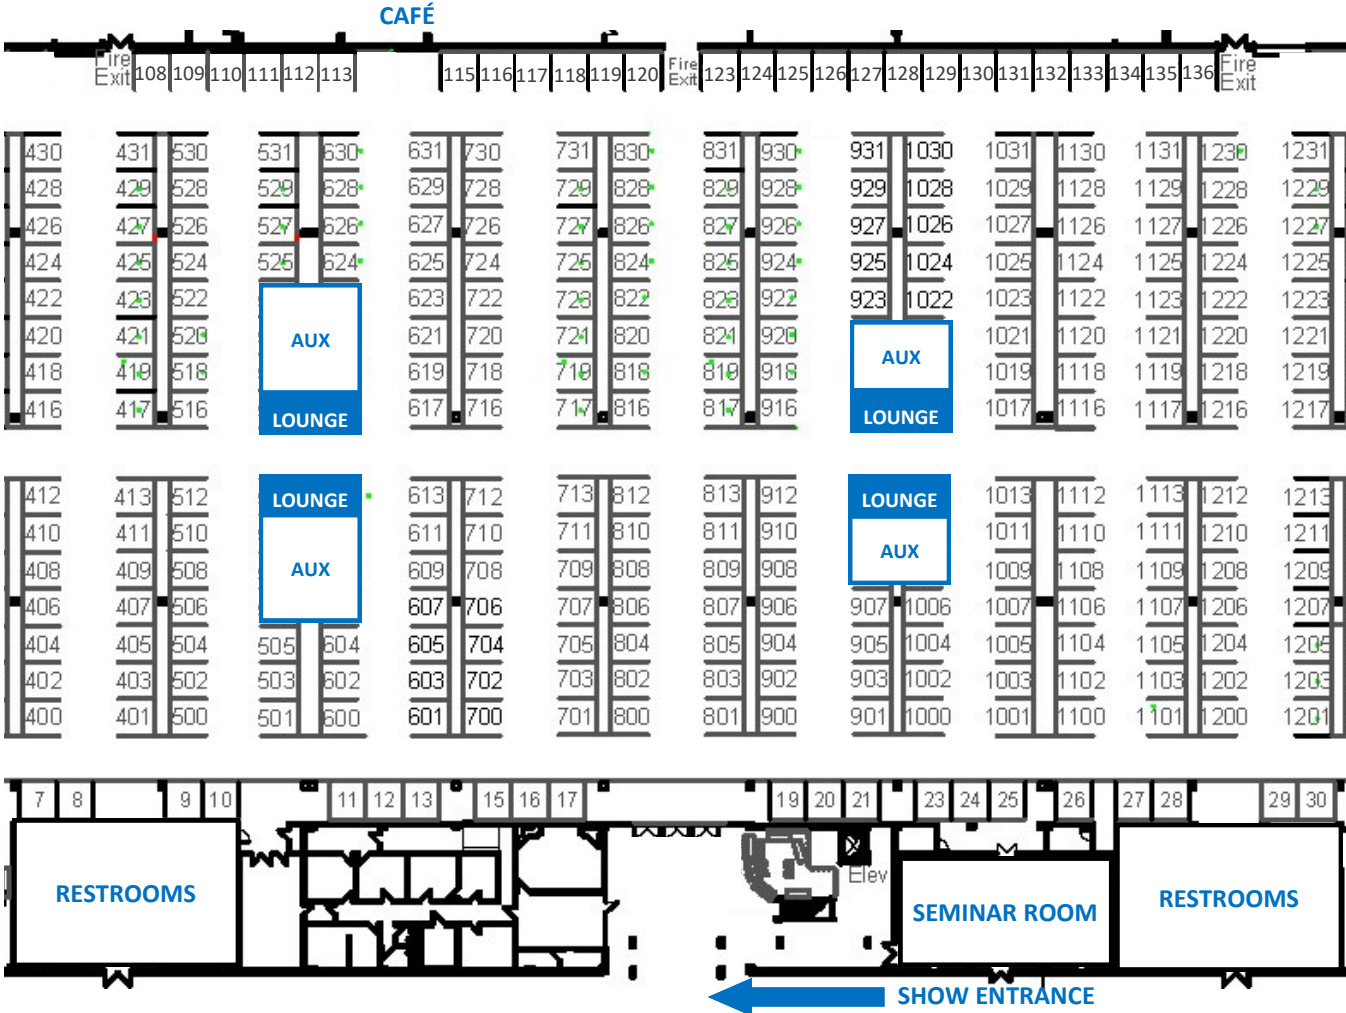 CAFÉ
Fire Exit 108 109 110 111 112 113 115 116 117 118 119 120 Fire Exit 123 124 125 126 127 128 129 130 131 132 133 134 135 136 Fire Exit
430 431 530 531 630 631 730 731 830 831 930 931 1030 1031 1130 1131 1230 1231
428 429 528 529 628 629 728 729 828 829 928 929 1028 1029 1128 1129 1228 1229
426 427 526 527 626 627 726 727 826 827 926 927 1026 1027 1126 1127 1226 1227
424 425 524 525 624 625 724 725 824 825 924 925 1024 1025 1124 1125 1224 1225
422 423 522 623 722 723 822 823 922 923 1022 1023 1122 1123 1222 1223
420 421 520 AUX 621 720 721 820 821 920 AUX 1021 1120 1121 1220 1221
418 419 518 619 718 719 818 819 918 1019 1118 1119 1218 1219
416 417 516 LOUNGE 617 716 717 816 817 916 LOUNGE 1017 1116 1117 1216 1217
412 413 512 LOUNGE 613 712 713 812 813 912 LOUNGE 1013 1112 1113 1212 1213
410 411 510 611 710 711 810 811 910 AUX 1011 1110 1111 1210 1211
408 409 508 AUX 609 708 709 808 809 908 1009 1108 1109 1208 1209
406 407 506 607 706 707 806 807 906 907 1006 1007 1106 1107 1206 1207
404 405 504 505 604 605 704 705 804 805 904 905 1004 1005 1104 1105 1204 1205
402 403 502 503 602 603 702 703 802 803 902 903 1002 1003 1102 1103 1202 1203
400 401 500 501 600 601 700 701 800 801 900 901 1000 1001 1100 1101 1200 1201
7 8 9 10 11 12 13 15 16 17 19 20 21 23 24 25 26 27 28 29 30
Elev
RESTROOMS SEMINAR ROOM RESTROOMS
SHOW ENTRANCE